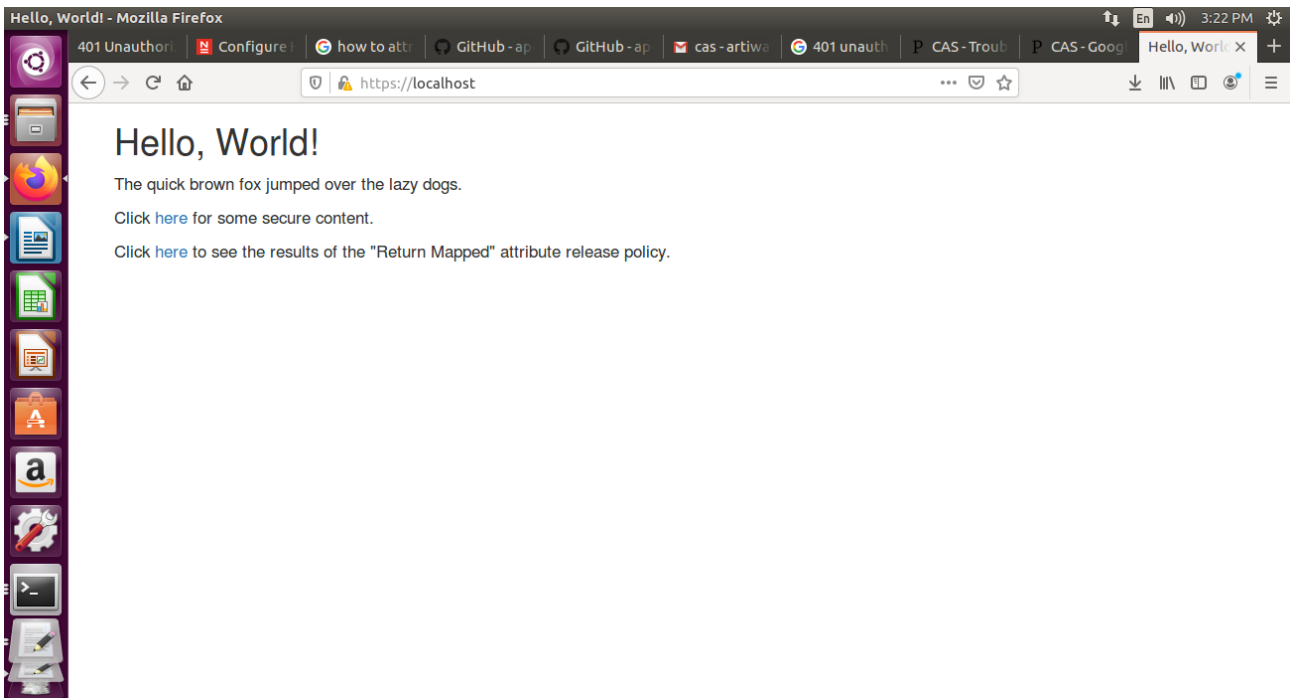 Hello, World! - Mozilla Firefox
En 3:22 PM
401 Unauthori Configure how to attr GitHub - ap GitHub - ap cas - artiwa 401 unauth CAS - Troub CAS - Goog Hello, Worl
https://localhost
Hello, World!
The quick brown fox jumped over the lazy dogs.
Click here for some secure content.
Click here to see the results of the "Return Mapped" attribute release policy.